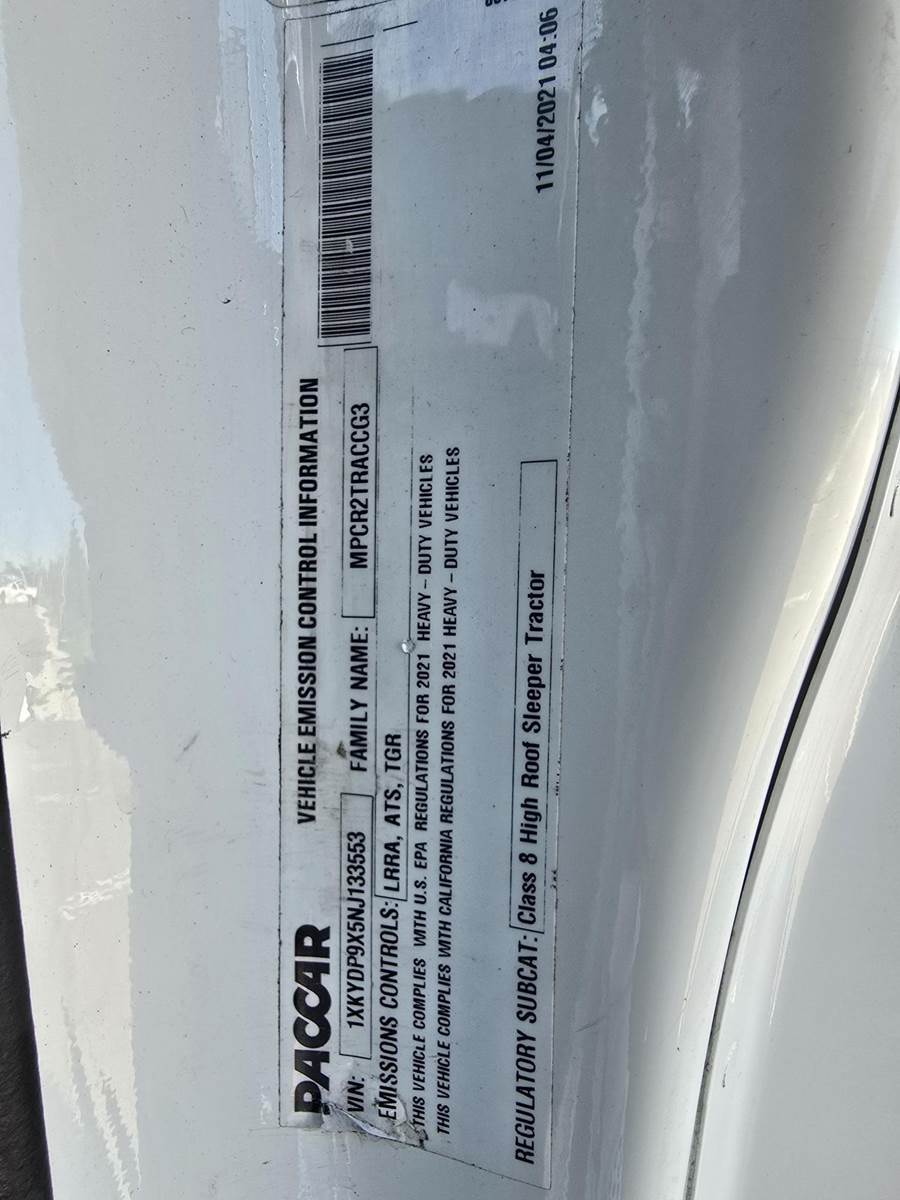 PACCAR
VEHICLE EMISSION CONTROL INFORMATION
VIN: 1XKYDP9X5NJ133553 FAMILY NAME: MPCR2TRACCG3
EMISSIONS CONTROLS: LRRA, ATS, TGR
THIS VEHICLE COMPLIES WITH U.S. EPA REGULATIONS FOR 2021 HEAVY – DUTY VEHICLES
THIS VEHICLE COMPLIES WITH CALIFORNIA REGULATIONS FOR 2021 HEAVY – DUTY VEHICLES
REGULATORY SUBCAT: Class 8 High Roof Sleeper Tractor
11/04/2021 04:06